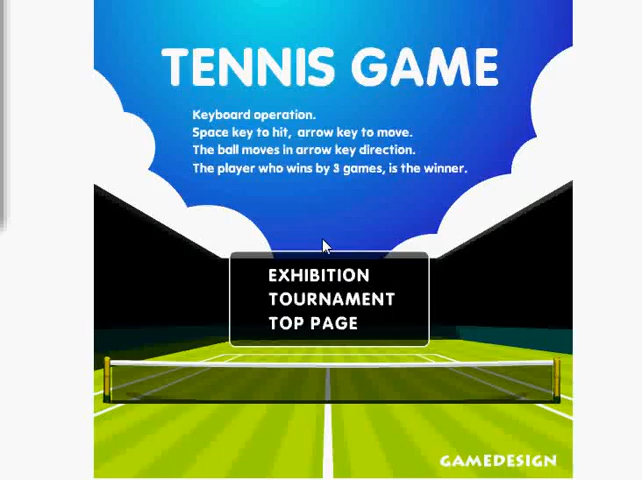 TENNIS GAME
Keyboard operation.
Space key to hit, arrow key to move.
The ball moves in arrow key direction.
The player who wins by 3 games, is the winner.
EXHIBITION
TOURNAMENT
TOP PAGE
GAMEDESIGN